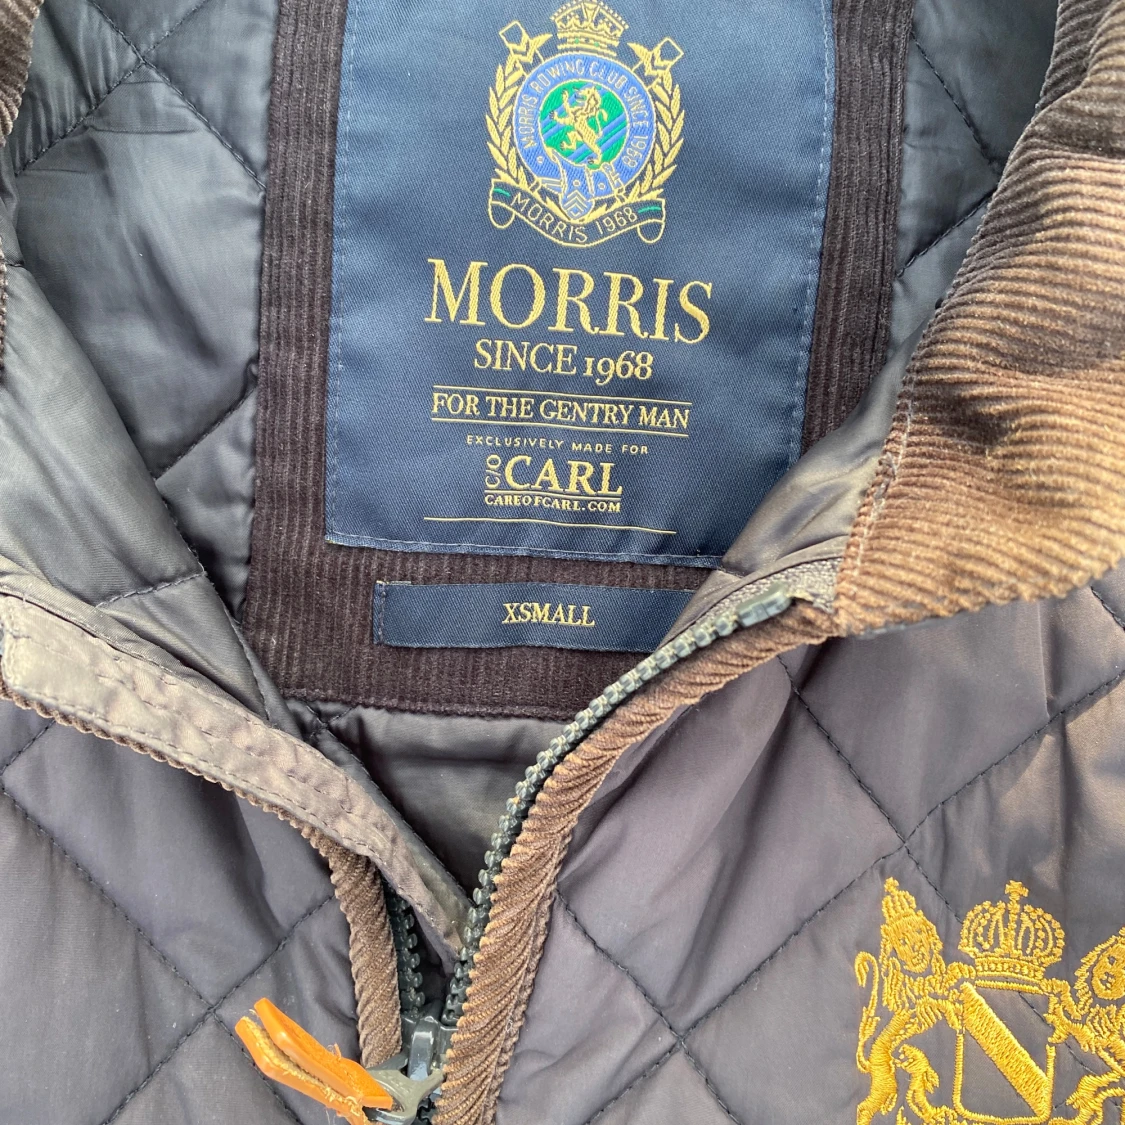 MORRIS ROWING CLUB SINCE 1968
MORRIS 1968
MORRIS
SINCE 1968
FOR THE GENTRY MAN
EXCLUSIVELY MADE FOR
C/O CARL
CAREOFCARL.COM
XSMALL